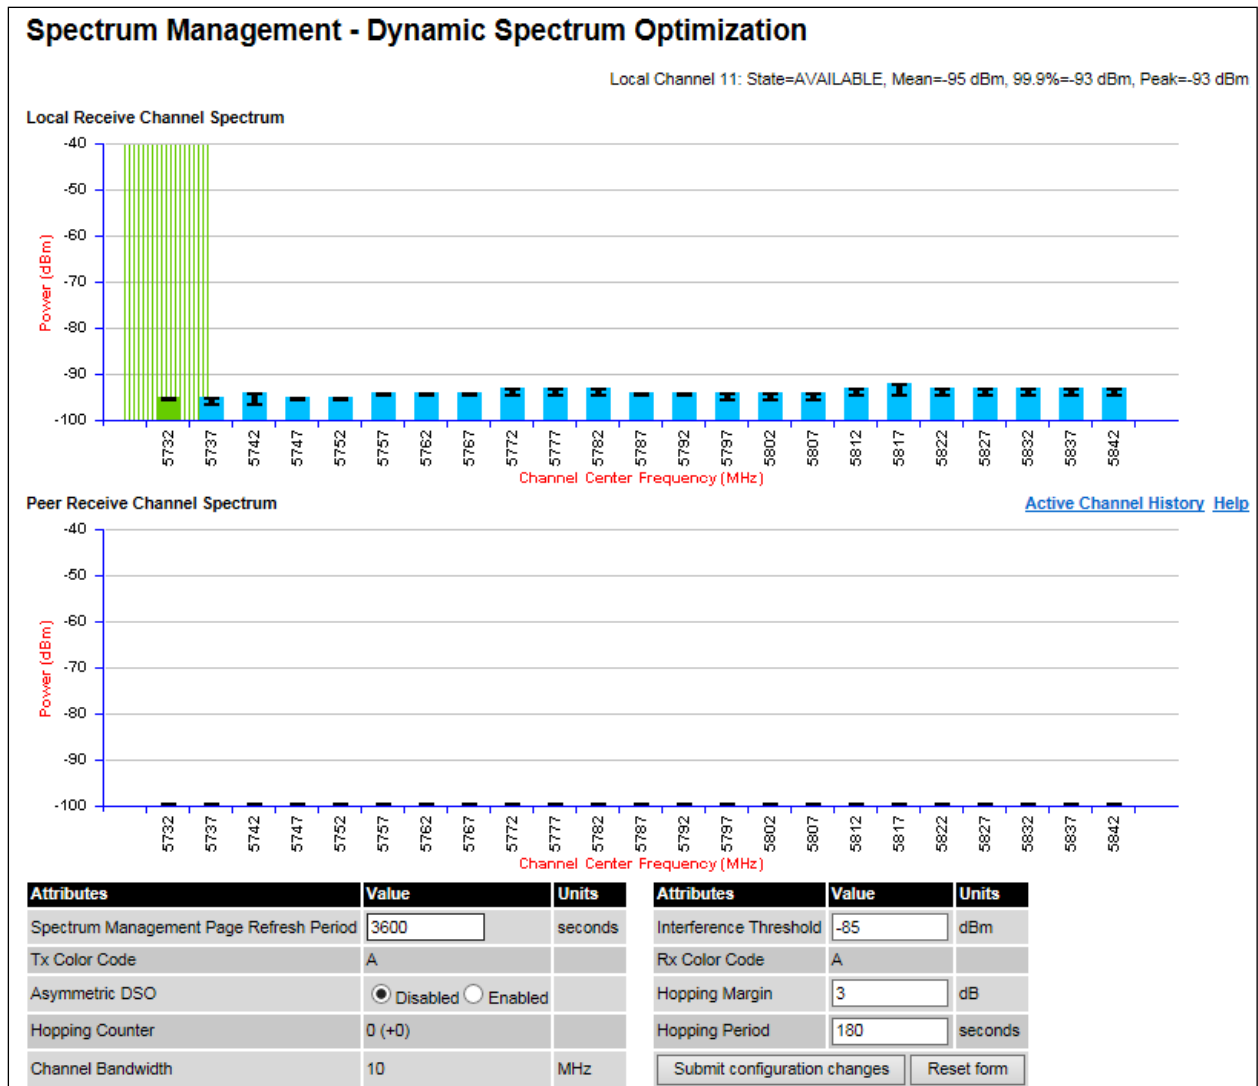 Spectrum Management - Dynamic Spectrum Optimization
Local Channel 11: State=AVAILABLE, Mean=-95 dBm, 99.9%=-93 dBm, Peak=-93 dBm
Local Receive Channel Spectrum
-40
-50
-60
-70
-80
-90
-100
Power (dBm)
5732 5737 5742 5747 5752 5757 5762 5767 5772 5777 5782 5787 5792 5797 5802 5807 5812 5817 5822 5827 5832 5837 5842
Channel Center Frequency (MHz)
Peer Receive Channel Spectrum
Active Channel History Help
-40
-50
-60
-70
-80
-90
-100
Power (dBm)
5732 5737 5742 5747 5752 5757 5762 5767 5772 5777 5782 5787 5792 5797 5802 5807 5812 5817 5822 5827 5832 5837 5842
Channel Center Frequency (MHz)
Attributes Value Units
Spectrum Management Page Refresh Period 3600 seconds
Tx Color Code A
Asymmetric DSO Disabled Enabled
Hopping Counter 0 (+0)
Channel Bandwidth 10 MHz
Attributes Value Units
Interference Threshold -85 dBm
Rx Color Code A
Hopping Margin 3 dB
Hopping Period 180 seconds
Submit configuration changes Reset form